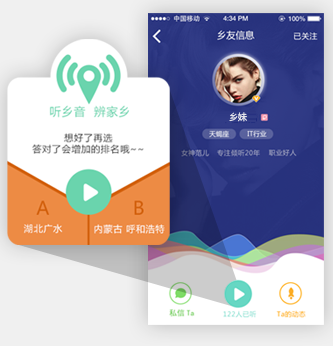 听乡音 辨家乡
想好了再选
答对了会增加的排名哦~~
A
B
湖北广水
内蒙古 呼和浩特
中国移动
4:34 PM
100%
乡友信息
已关注
乡妹
天蝎座
IT行业
女神范儿 专注倾听20年 职业好人
私信 Ta
122人已听
Ta的动态